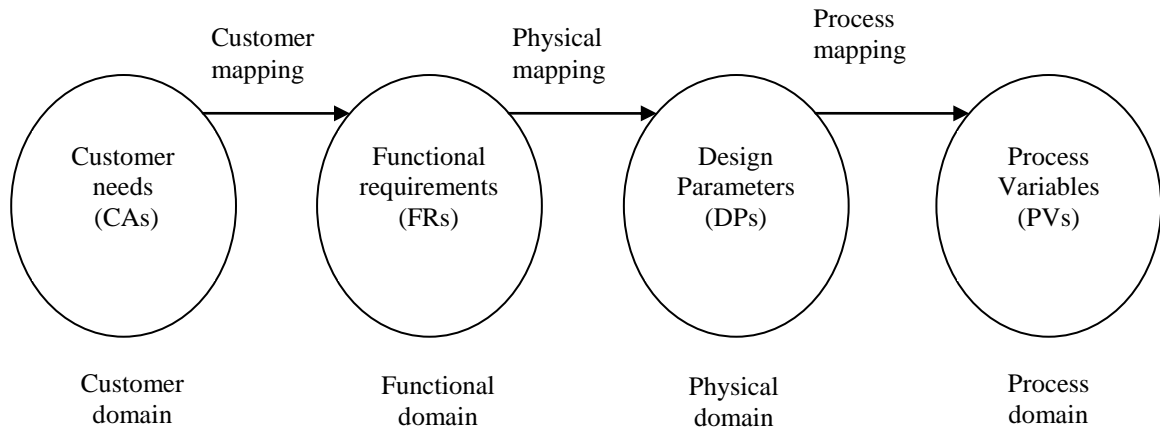 Customer
mapping
Physical
mapping
Process
mapping
Customer
needs
(CAs)
Functional
requirements
(FRs)
Design
Parameters
(DPs)
Process
Variables
(PVs)
Customer
domain
Functional
domain
Physical
domain
Process
domain